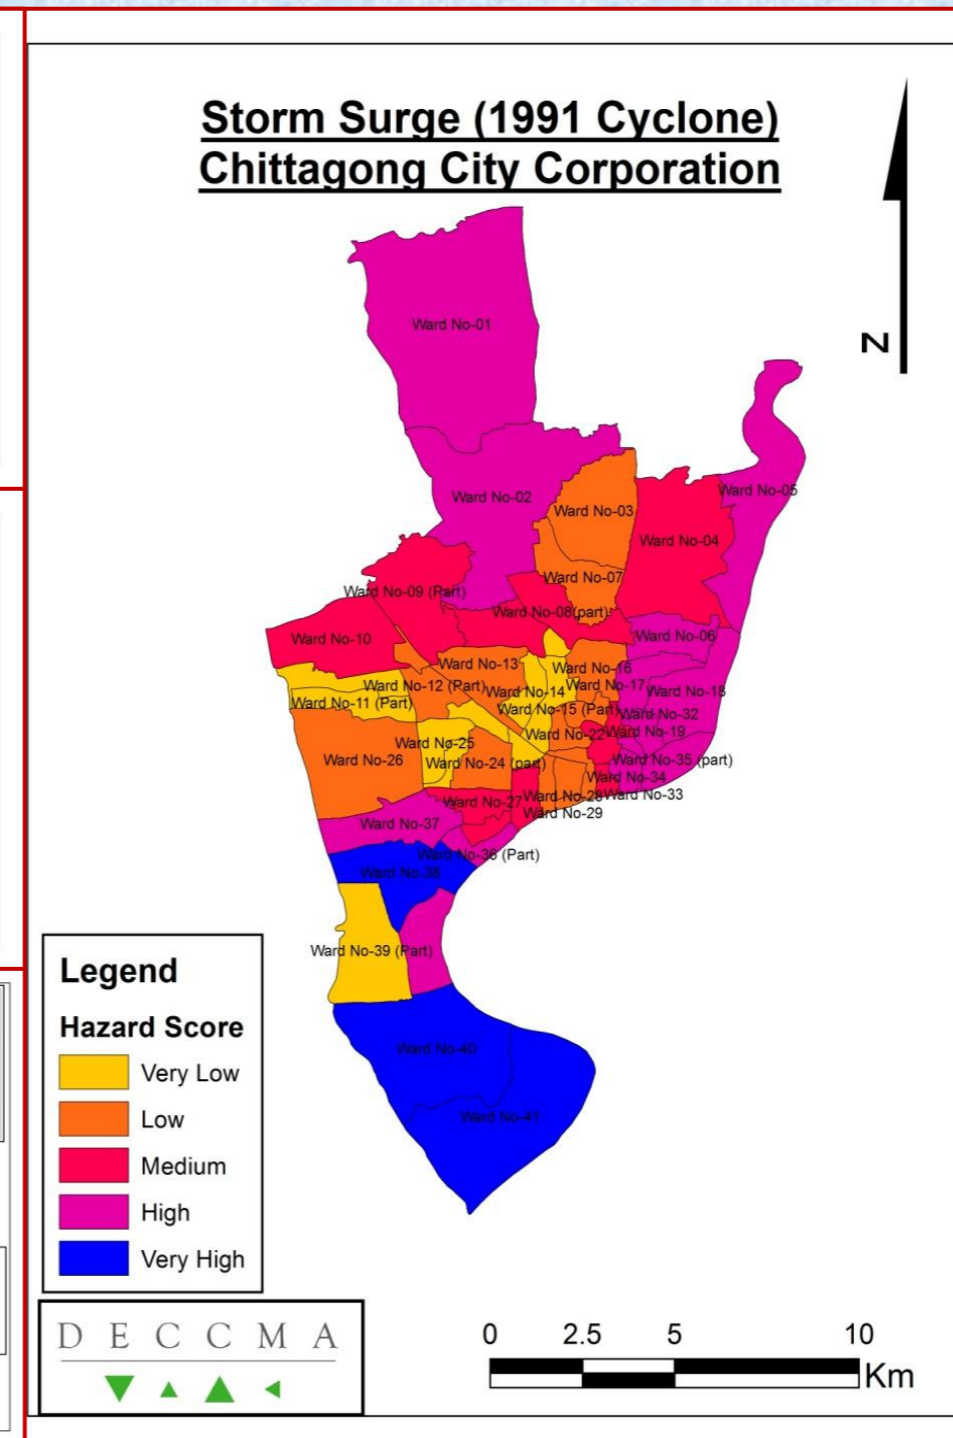 Storm Surge (1991 Cyclone)
Chittagong City Corporation
N
Ward No-01
Ward No-02
Ward No-05
Ward No-03
Ward No-04
Ward No-07
Ward No-09 (Part)
Ward No-08(part)
Ward No-10
Ward No-06
Ward No-13
Ward No-16
Ward No-12 (Part)
Ward No-14
Ward No-17
Ward No-18
Ward No-11 (Part)
Ward No-15 (Part)
Ward No-32
Ward No-22
Ward No-19
Ward No-25
Ward No-26
Ward No-24 (part)
Ward No-35 (part)
Ward No-34
Ward No-27
Ward No-28
Ward No-33
Ward No-29
Ward No-37
Ward No-36 (Part)
Ward No-38
Ward No-39 (Part)
Ward No-40
Ward No-41
Legend
Hazard Score
Very Low
Low
Medium
High
Very High
DECCMA
0 2.5 5 10
Km